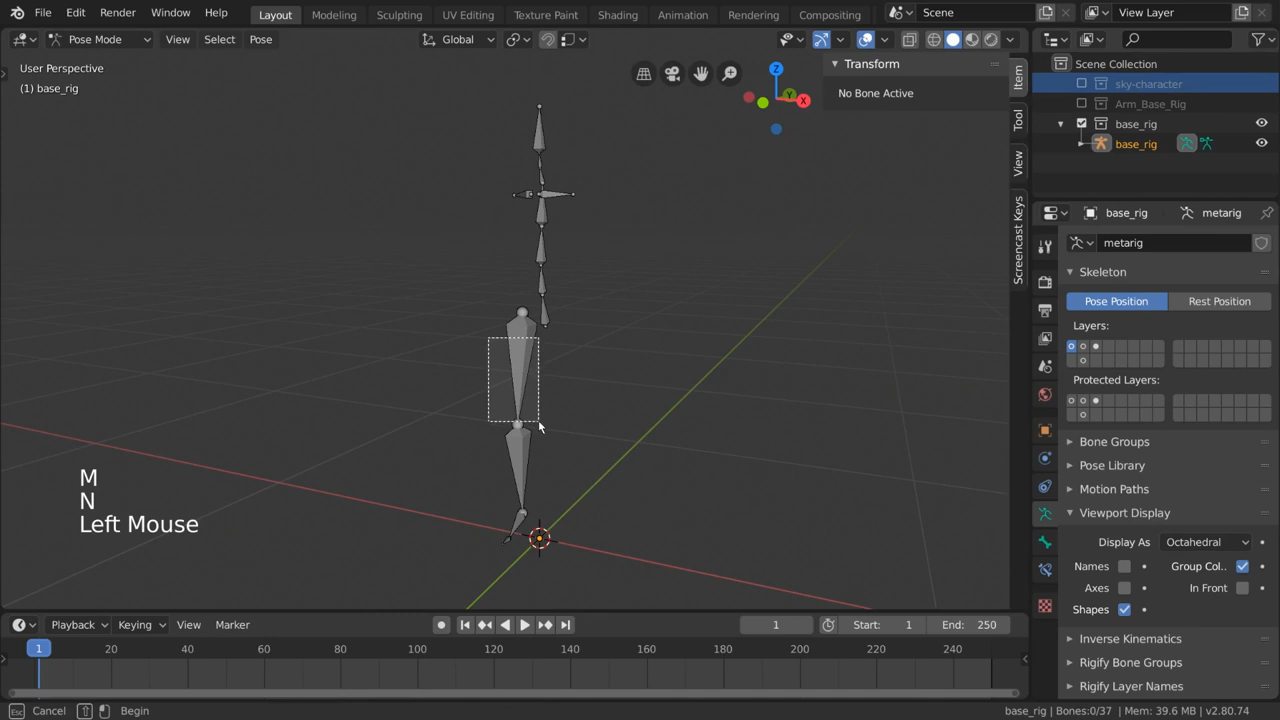 File Edit Render Window Help Layout Modeling Sculpting UV Editing Texture Paint Shading Animation Rendering Compositing Scene View Layer
Pose Mode View Select Pose Global
User Perspective
(1) base_rig
Z
Y
X
Transform
No Bone Active
Item
Tool
View
Screencast Keys
Scene Collection
sky-character
Arm_Base_Rig
base_rig
base_rig
base_rig metarig
metarig
Skeleton
Pose Position Rest Position
Layers:
Protected Layers:
Bone Groups
Pose Library
Motion Paths
Viewport Display
Display As Octahedral
Names Group Col..
Axes In Front
Shapes
Inverse Kinematics
Rigify Bone Groups
Rigify Layer Names
M
N
Left Mouse
Playback Keying View Marker 1 Start: 1 End: 250
1 20 40 60 80 100 120 140 160 180 200 220 240
Esc Cancel Begin base_rig | Bones:0/37 | Mem: 39.6 MB | v2.80.74